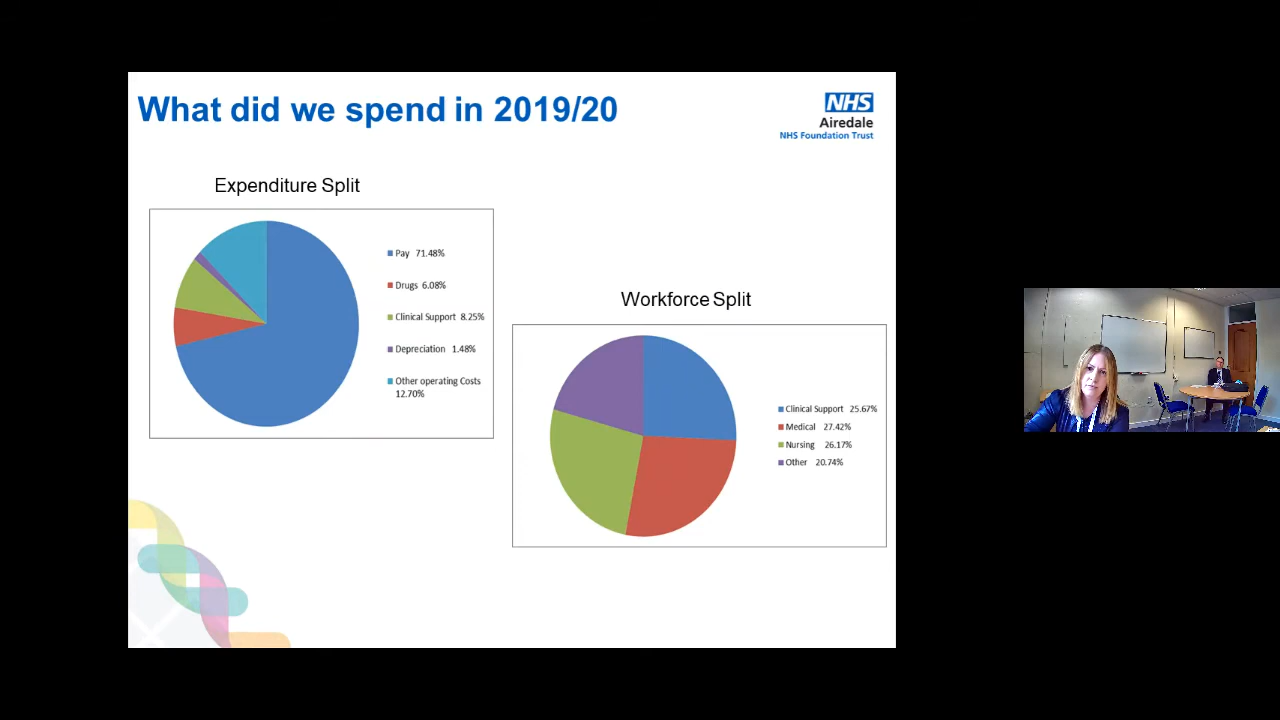 What did we spend in 2019/20
NHS
Airedale
NHS Foundation Trust
Expenditure Split
Pay 71.48%
Drugs 6.08%
Clinical Support 8.25%
Depreciation 1.48%
Other operating Costs
12.70%
Workforce Split
Clinical Support 25.67%
Medical 27.42%
Nursing 26.17%
Other 20.74%